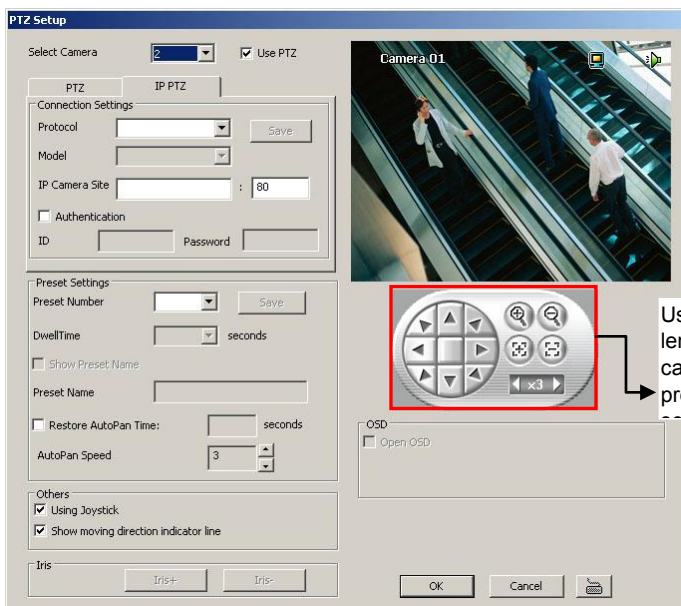 PTZ Setup
Select Camera 2 Use PTZ
PTZ IP PTZ
Connection Settings
Protocol Save
Model
IP Camera Site : 80
Authentication
ID Password
Preset Settings
Preset Number Save
DwellTime seconds
Show Preset Name
Preset Name
Restore AutoPan Time: seconds
AutoPan Speed 3
Others
Using Joystick
Show moving direction indicator line
Iris
Iris+ Iris-
Camera 01
x3
OSD
Open OSD
OK Cancel